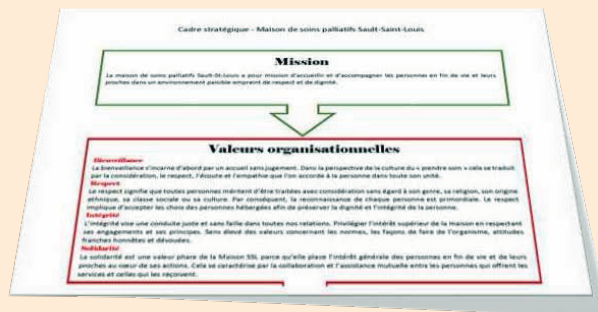 Cadre stratégique - Maison de soins palliatifs Sault-Saint-Louis
Mission
La maison de soins palliatifs Sault-St-Louis a pour mission d'accueillir et d'accompagner les personnes en fin de vie et leurs
proches dans un environnement paisible empreint de respect et de dignité.
Valeurs organisationnelles
Bienveillance
La bienveillance s'incarne d'abord par un accueil sans jugement. Dans la perspective de la culture du « prendre soin » cela se traduit
par la considération, le respect, l'écoute et l'empathie que l'on accorde à la personne dans toute son unité.
Respect
Le respect signifie que toutes personnes méritent d'être traitées avec considération sans égard à son genre, sa religion, son origine
ethnique, sa classe sociale ou sa culture. Par conséquent, la reconnaissance de chaque personne est primordiale. Le respect
implique d'accepter les choix des personnes hébergées afin de préserver la dignité et l'intégrité de la personne.
Intégrité
L'intégrité vise une conduite juste et sans faille dans toutes nos relations. Privilégier l'intérêt supérieur de la maison en respectant
ses engagements et ses principes. Sens élevé des valeurs concernant les normes, les façons de faire de l'organisme, attitudes
franches honnêtes et dévouées.
Solidarité
La solidarité est une valeur phare de la Maison SSL parce qu'elle place l'intérêt générale des personnes en fin de vie et de leurs
proches au cœur de ses actions. Cela se caractérise par la collaboration et l'assistance mutuelle entre les personnes qui offrent les
services et celles qui les reçoivent.